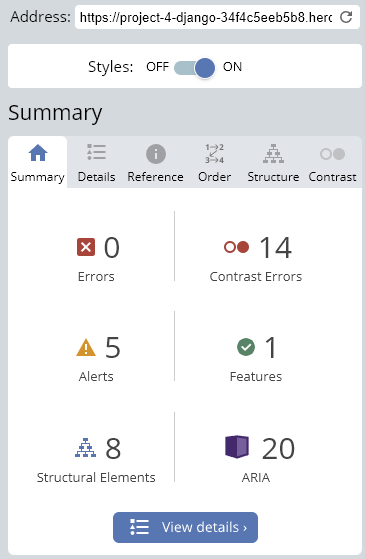 Address: https://project-4-django-34f4c5eeb5b8.herc
Styles: OFF ON
Summary
Summary Details Reference Order Structure Contrast
0 14
Errors Contrast Errors
5 1
Alerts Features
8 20
Structural Elements ARIA
View details ›